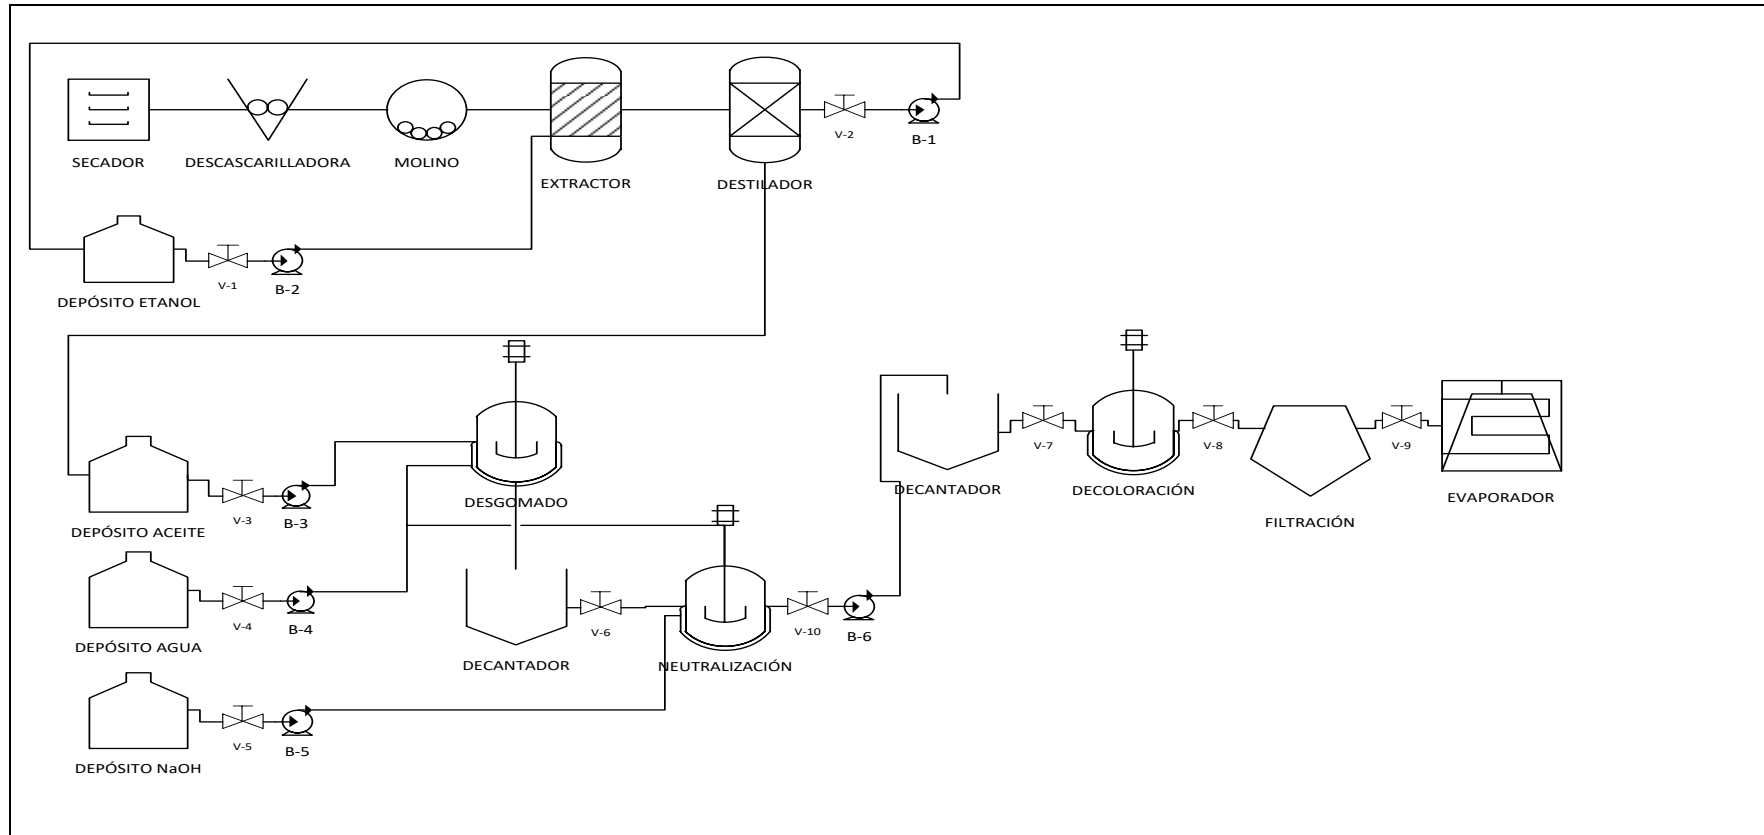 SECADOR
DESCASCARILLADORA
MOLINO
EXTRACTOR
DESTILADOR
V-2
B-1
DEPÓSITO ETANOL
V-1
B-2
DEPÓSITO ACEITE
V-3
B-3
DESGOMADO
DECANTADOR
V-7
DECOLORACIÓN
V-8
FILTRACIÓN
V-9
EVAPORADOR
DEPÓSITO AGUA
V-4
B-4
DECANTADOR
V-6
NEUTRALIZACIÓN
V-10
B-6
DEPÓSITO NaOH
V-5
B-5